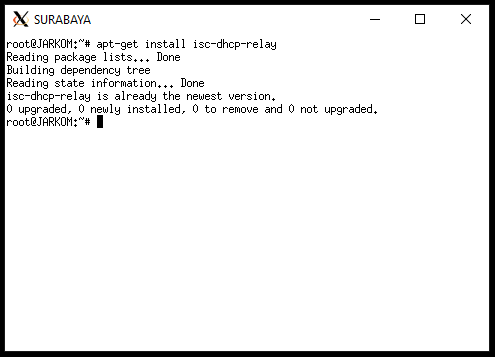 SURABAYA
root@JARKOM:~# apt-get install isc-dhcp-relay
Reading package lists... Done
Building dependency tree
Reading state information... Done
isc-dhcp-relay is already the newest version.
0 upgraded, 0 newly installed, 0 to remove and 0 not upgraded.
root@JARKOM:~#